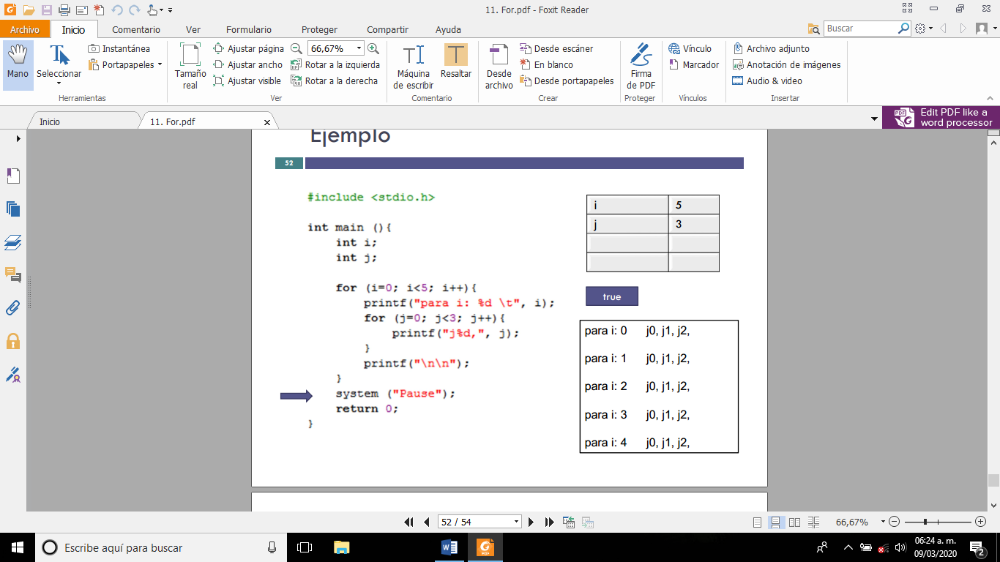 11. For.pdf - Foxit Reader
Archivo Inicio Comentario Ver Formulario Proteger Compartir Ayuda Buscar
Mano
Seleccionar
Instantánea
Portapapeles
Herramientas
Tamaño real
Ajustar página
Ajustar ancho
Ajustar visible
66,67%
Rotar a la izquierda
Rotar a la derecha
Ver
Máquina de escribir
Resaltar
Comentario
Desde archivo
Desde escáner
En blanco
Desde portapapeles
Crear
Firma de PDF
Proteger
Vínculo
Marcador
Vínculos
Archivo adjunto
Anotación de imágenes
Audio & video
Insertar
Inicio 11. For.pdf x
Edit PDF like a
word processor
Ejemplo
52
#include <stdio.h>
int main (){
int i;
int j;
for (i=0; i<5; i++){
printf("para i: %d \t", i);
for (j=0; j<3; j++){
printf("j%d,", j);
}
printf("\n\n");
}
system ("Pause");
return 0;
}
i 5
j 3
true
para i: 0 j0, j1, j2,
para i: 1 j0, j1, j2,
para i: 2 j0, j1, j2,
para i: 3 j0, j1, j2,
para i: 4 j0, j1, j2,
52 / 54
66,67%
Escribe aquí para buscar
06:24 a. m.
09/03/2020
2